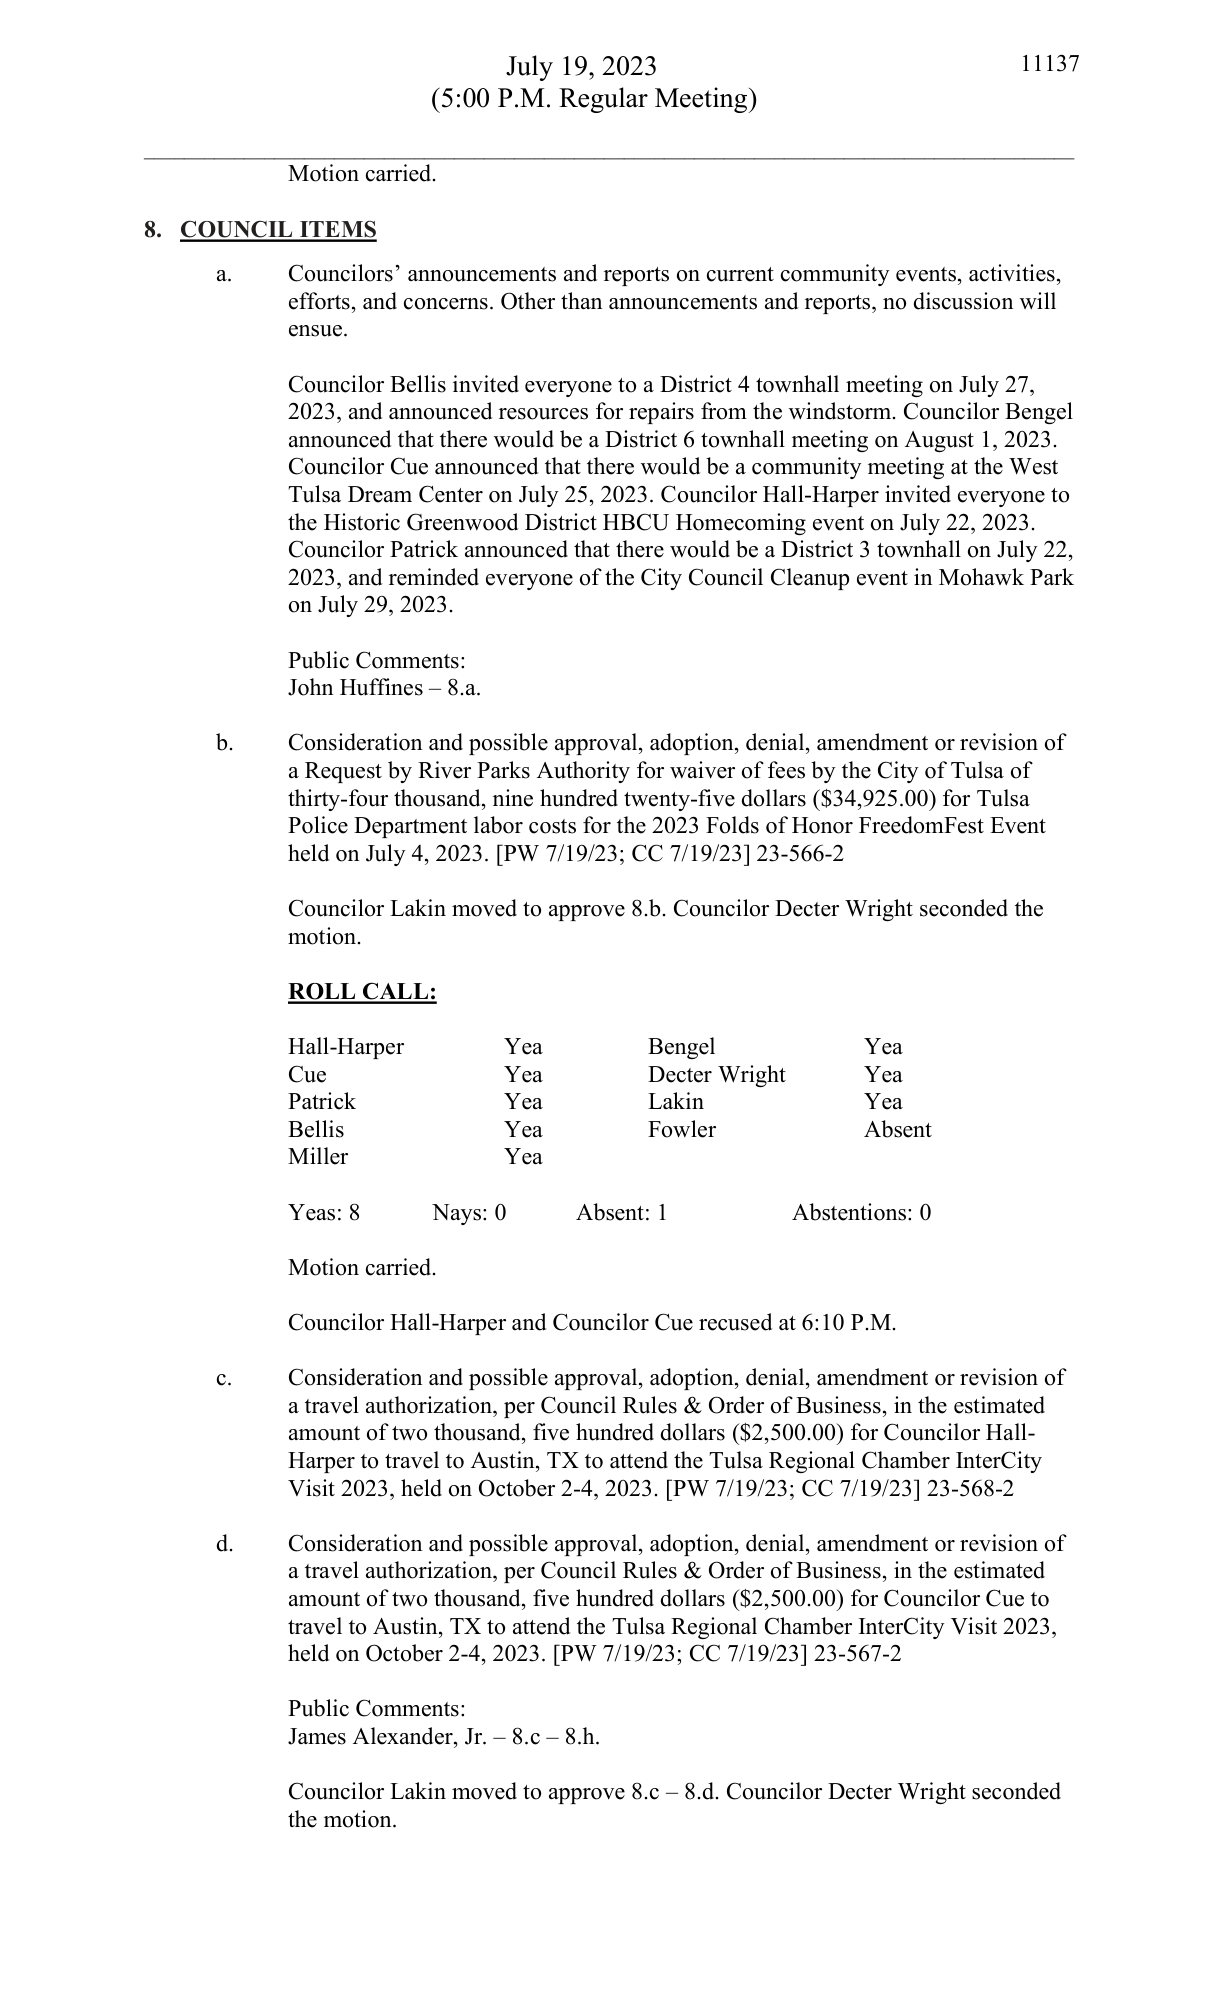 July 19, 2023
11137
(5:00 P.M. Regular Meeting)
Motion carried.
8. COUNCIL ITEMS
a. Councilors’ announcements and reports on current community events, activities,
efforts, and concerns. Other than announcements and reports, no discussion will
ensue.
Councilor Bellis invited everyone to a District 4 townhall meeting on July 27,
2023, and announced resources for repairs from the windstorm. Councilor Bengel
announced that there would be a District 6 townhall meeting on August 1, 2023.
Councilor Cue announced that there would be a community meeting at the West
Tulsa Dream Center on July 25, 2023. Councilor Hall-Harper invited everyone to
the Historic Greenwood District HBCU Homecoming event on July 22, 2023.
Councilor Patrick announced that there would be a District 3 townhall on July 22,
2023, and reminded everyone of the City Council Cleanup event in Mohawk Park
on July 29, 2023.
Public Comments:
John Huffines – 8.a.
b. Consideration and possible approval, adoption, denial, amendment or revision of
a Request by River Parks Authority for waiver of fees by the City of Tulsa of
thirty-four thousand, nine hundred twenty-five dollars ($34,925.00) for Tulsa
Police Department labor costs for the 2023 Folds of Honor FreedomFest Event
held on July 4, 2023. [PW 7/19/23; CC 7/19/23] 23-566-2
Councilor Lakin moved to approve 8.b. Councilor Decter Wright seconded the
motion.
ROLL CALL:
Hall-Harper Yea Bengel Yea
Cue Yea Decter Wright Yea
Patrick Yea Lakin Yea
Bellis Yea Fowler Absent
Miller Yea
Yeas: 8 Nays: 0 Absent: 1 Abstentions: 0
Motion carried.
Councilor Hall-Harper and Councilor Cue recused at 6:10 P.M.
c. Consideration and possible approval, adoption, denial, amendment or revision of
a travel authorization, per Council Rules & Order of Business, in the estimated
amount of two thousand, five hundred dollars ($2,500.00) for Councilor Hall-
Harper to travel to Austin, TX to attend the Tulsa Regional Chamber InterCity
Visit 2023, held on October 2-4, 2023. [PW 7/19/23; CC 7/19/23] 23-568-2
d. Consideration and possible approval, adoption, denial, amendment or revision of
a travel authorization, per Council Rules & Order of Business, in the estimated
amount of two thousand, five hundred dollars ($2,500.00) for Councilor Cue to
travel to Austin, TX to attend the Tulsa Regional Chamber InterCity Visit 2023,
held on October 2-4, 2023. [PW 7/19/23; CC 7/19/23] 23-567-2
Public Comments:
James Alexander, Jr. – 8.c – 8.h.
Councilor Lakin moved to approve 8.c – 8.d. Councilor Decter Wright seconded
the motion.